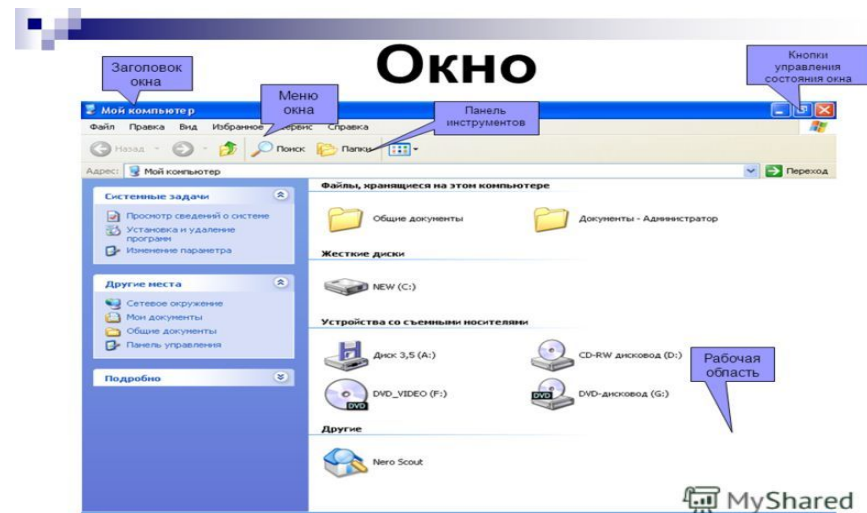 Окно
Заголовок
окна
Меню
окна
Панель
инструментов
Кнопки
управления
состояния окна
Мой компьютер
Файл Правка Вид Избранное Сервис Справка
Назад Поиск Папки
Адрес: Мой компьютер Переход
Системные задачи
Просмотр сведений о системе
Установка и удаление
программ
Изменение параметра
Другие места
Сетевое окружение
Мои документы
Общие документы
Панель управления
Подробно
Файлы, хранящиеся на этом компьютере
Общие документы Документы - Администратор
Жесткие диски
NEW (C:)
Устройства со съемными носителями
Диск 3,5 (A:) CD-RW дисковод (D:)
DVD_VIDEO (F:) DVD-дисковод (G:)
DVD DVD
Рабочая
область
Другие
Nero Scout
MyShared